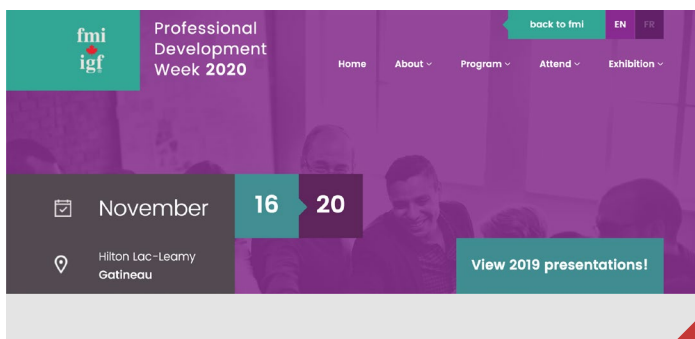 fmi
igf
Professional
Development
Week 2020
back to fmi EN FR
Home About Program Attend Exhibition
November 16 20
Hilton Lac-Leamy
Gatineau
View 2019 presentations!